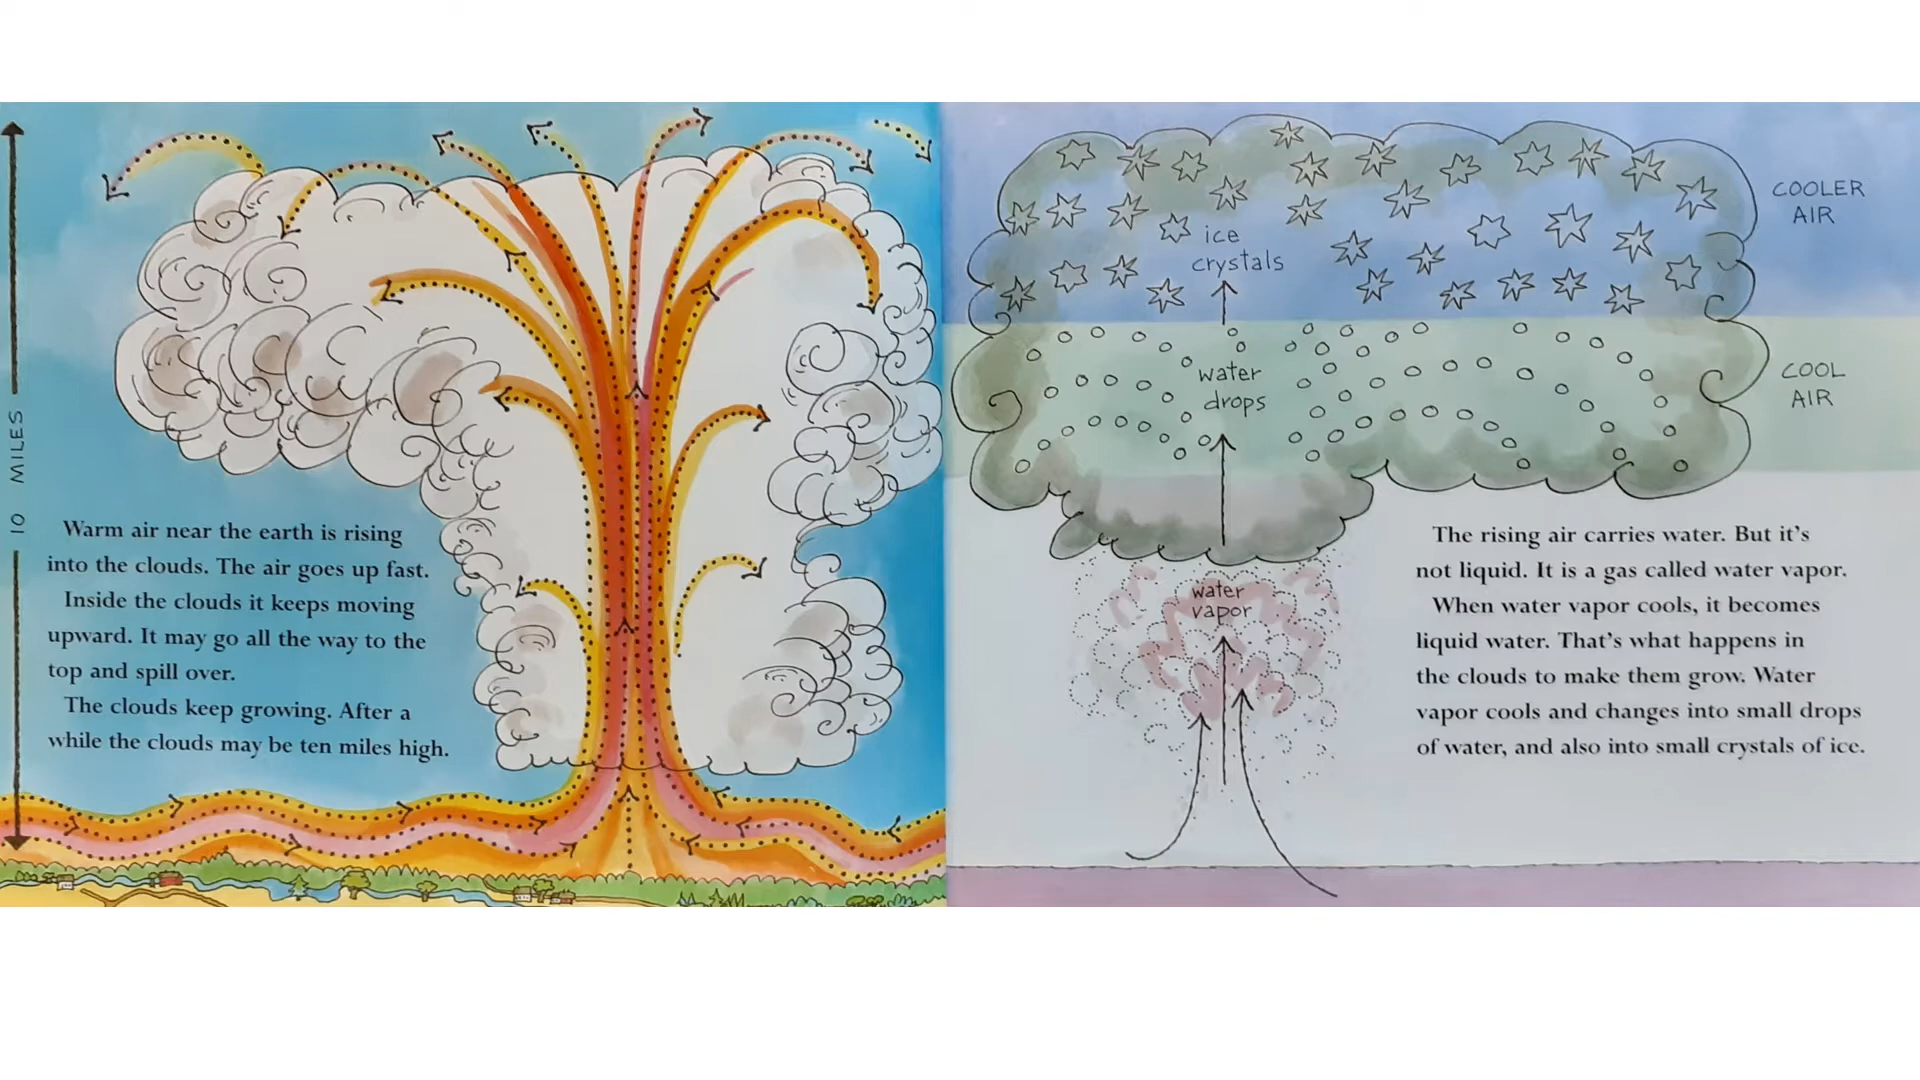 10 MILES
Warm air near the earth is rising
into the clouds. The air goes up fast.
Inside the clouds it keeps moving
upward. It may go all the way to the
top and spill over.
The clouds keep growing. After a
while the clouds may be ten miles high.
COOLER
AIR
ice
crystals
COOL
AIR
water
drops
water
vapor
The rising air carries water. But it's
not liquid. It is a gas called water vapor.
When water vapor cools, it becomes
liquid water. That's what happens in
the clouds to make them grow. Water
vapor cools and changes into small drops
of water, and also into small crystals of ice.